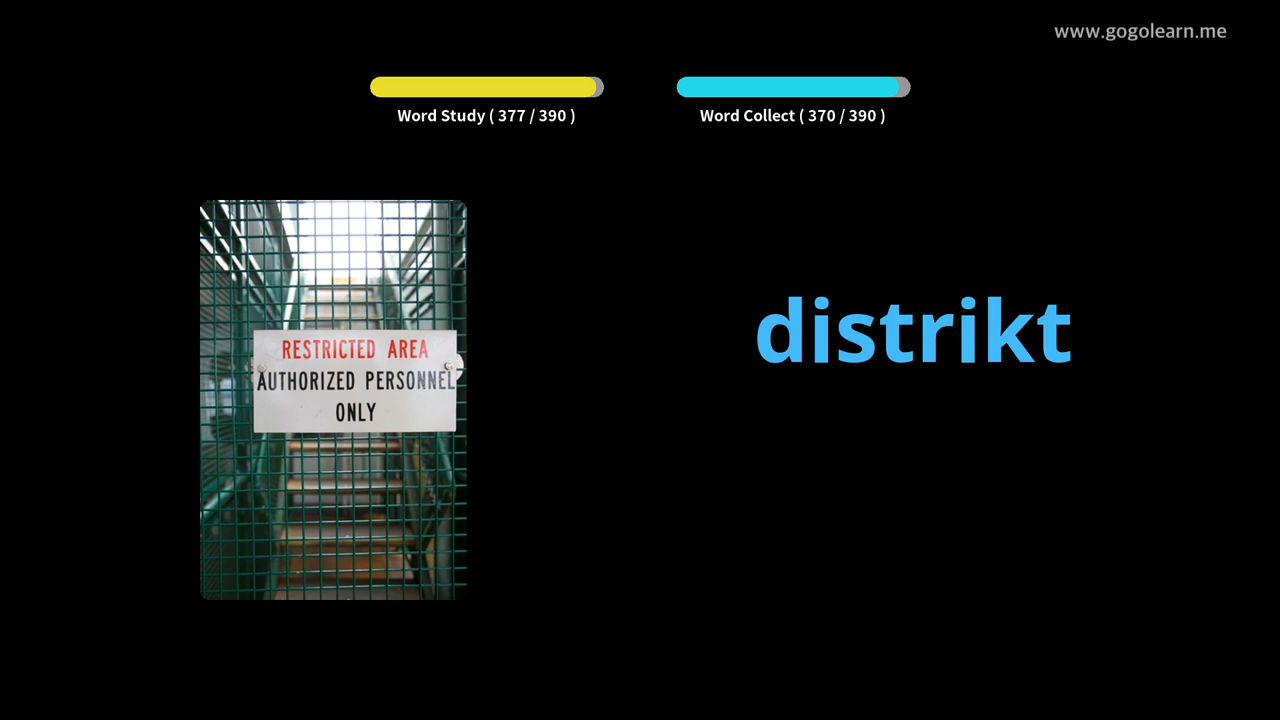 www.gogolearn.me
Word Study ( 377 / 390 )
Word Collect ( 370 / 390 )
RESTRICTED AREA
AUTHORIZED PERSONNEL
ONLY
distrikt